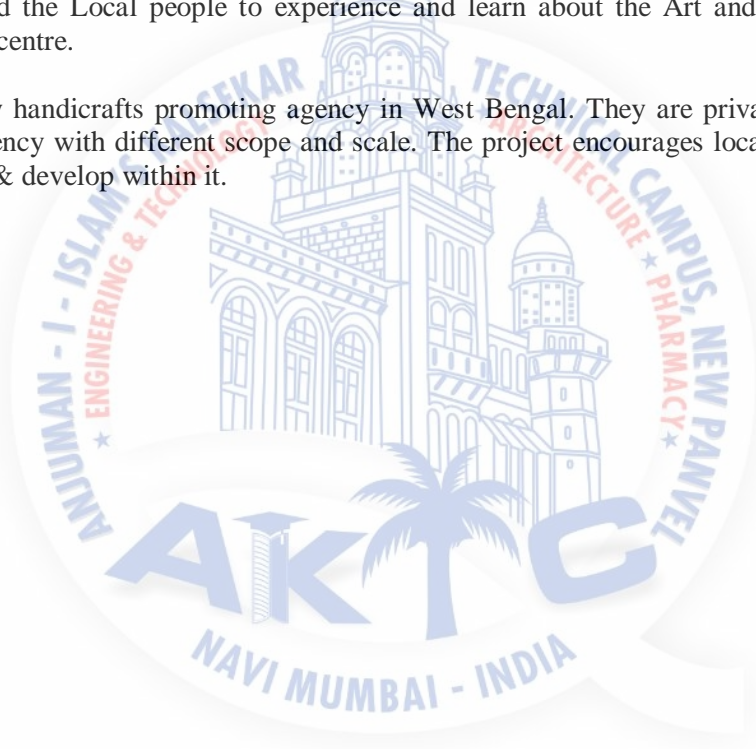 d the Local people to experience and learn about the Art and
centre.
handicrafts promoting agency in West Bengal. They are priva
ency with different scope and scale. The project encourages loca
& develop within it.
ANJUMAN - I - ISLAM'S KALSEKAR TECHNICAL CAMPUS, NEW PANVEL
★ ENGINEERING & TECHNOLOGY ARCHITECTURE ★ PHARMACY ★
AKTC
NAVI MUMBAI - INDIA